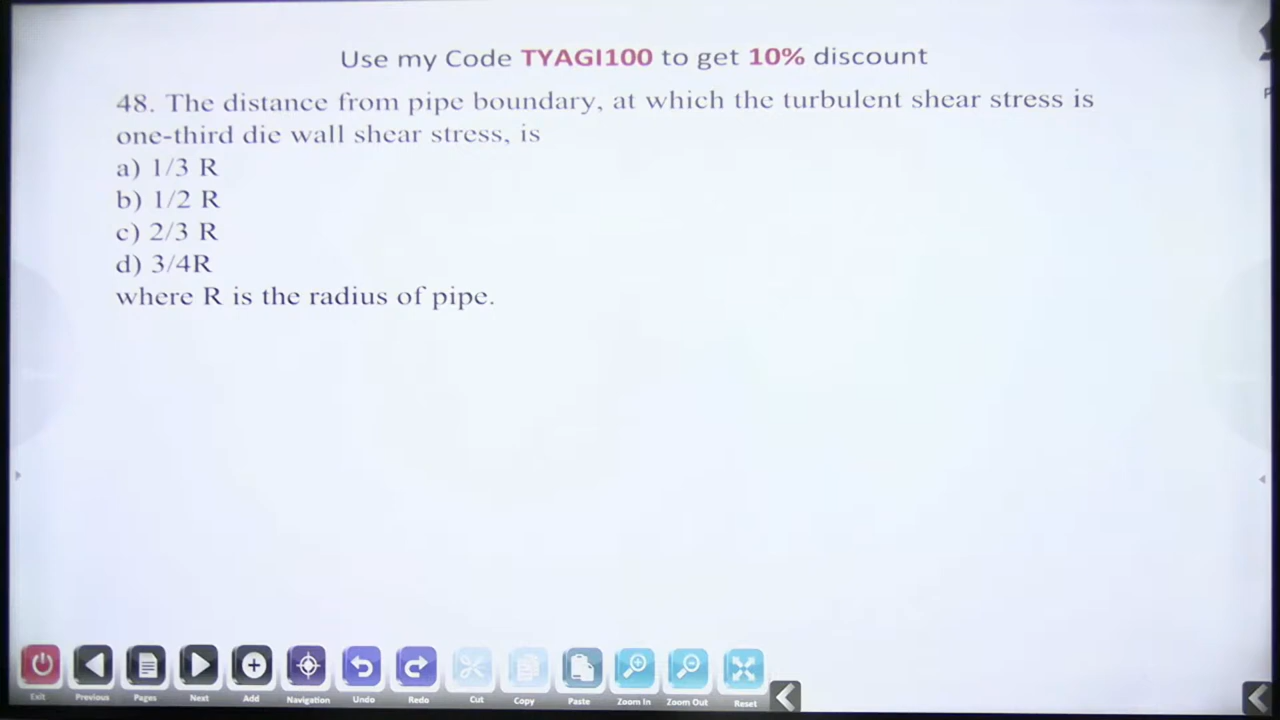 Use my Code TYAGI100 to get 10% discount
48. The distance from pipe boundary, at which the turbulent shear stress is
one-third die wall shear stress, is
a) 1/3 R
b) 1/2 R
c) 2/3 R
d) 3/4R
where R is the radius of pipe.
Exit Previous Pages Next Add Navigation Undo Redo Cut Copy Paste Zoom In Zoom Out Reset